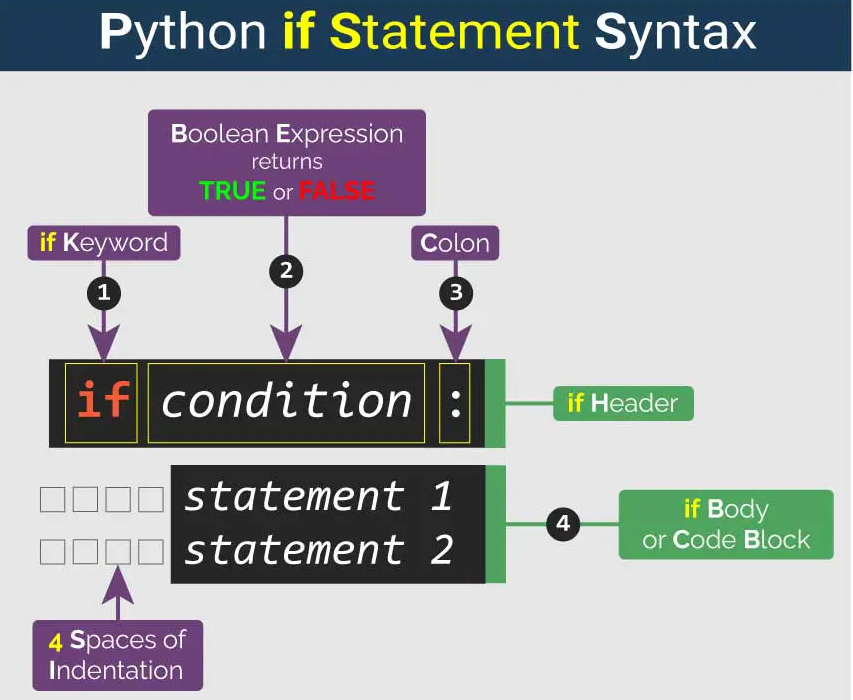 Python if Statement Syntax
Boolean Expression
returns
TRUE or FALSE
if Keyword
Colon
1
2
3
if condition :
if Header
statement 1
statement 2
4
if Body
or Code Block
4 Spaces of
Indentation